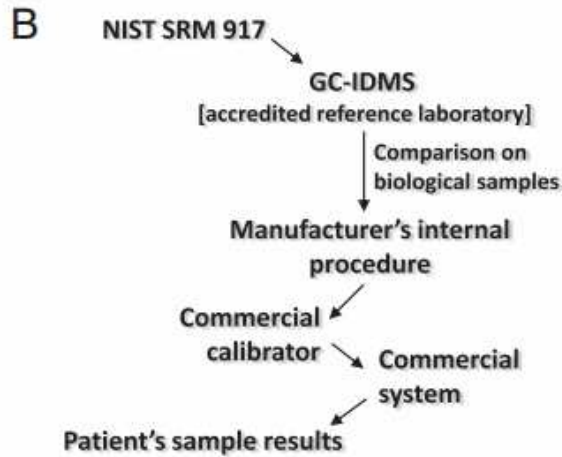 B
NIST SRM 917
GC-IDMS
[accredited reference laboratory]
Comparison on
biological samples
Manufacturer's internal
procedure
Commercial
calibrator
Commercial
system
Patient's sample results